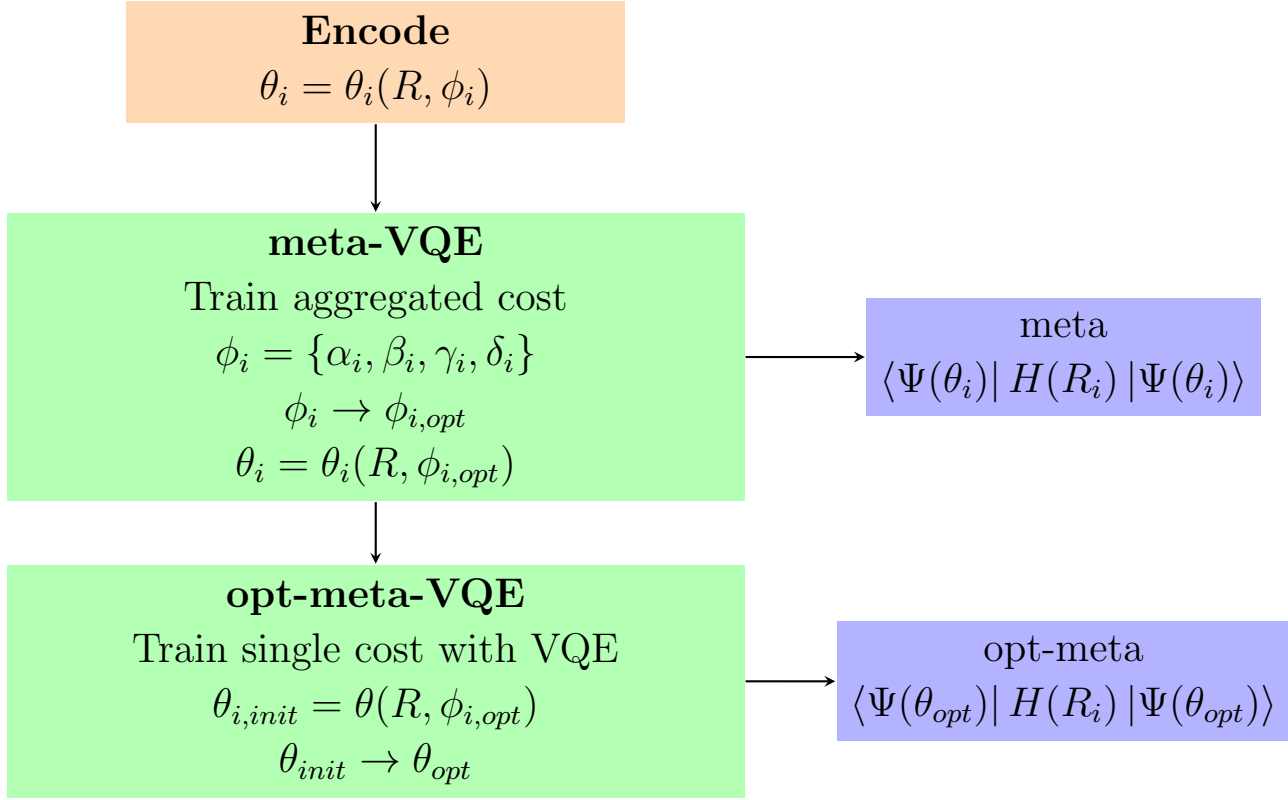 Encode
θ_i = θ_i(R, ϕ_i)
meta-VQE
Train aggregated cost
ϕ_i = {α_i, β_i, γ_i, δ_i}
ϕ_i → ϕ_{i,opt}
θ_i = θ_i(R, ϕ_{i,opt})
meta
⟨Ψ(θ_i)| H(R_i) |Ψ(θ_i)⟩
opt-meta-VQE
Train single cost with VQE
θ_{i,init} = θ(R, ϕ_{i,opt})
θ_{init} → θ_{opt}
opt-meta
⟨Ψ(θ_{opt})| H(R_i) |Ψ(θ_{opt})⟩